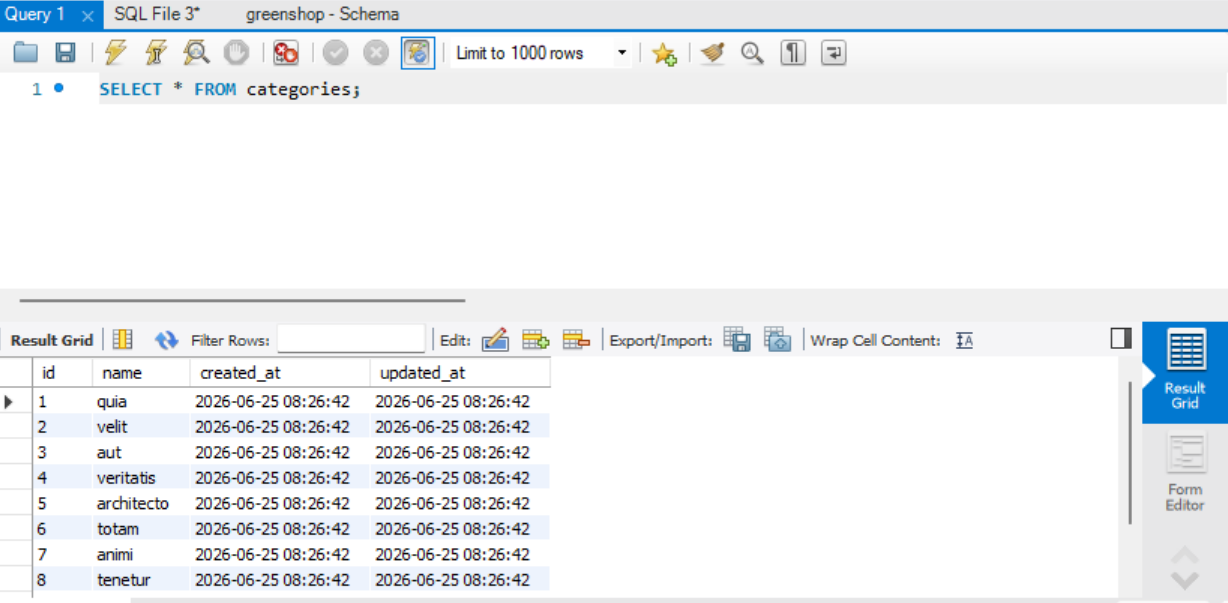 Query 1 SQL File 3* greenshop - Schema
Limit to 1000 rows
1 SELECT * FROM categories;
Result Grid Filter Rows: Edit: Export/Import: Wrap Cell Content:
id name created_at updated_at
1 quia 2026-06-25 08:26:42 2026-06-25 08:26:42
2 velit 2026-06-25 08:26:42 2026-06-25 08:26:42
3 aut 2026-06-25 08:26:42 2026-06-25 08:26:42
4 veritatis 2026-06-25 08:26:42 2026-06-25 08:26:42
5 architecto 2026-06-25 08:26:42 2026-06-25 08:26:42
6 totam 2026-06-25 08:26:42 2026-06-25 08:26:42
7 animi 2026-06-25 08:26:42 2026-06-25 08:26:42
8 tenetur 2026-06-25 08:26:42 2026-06-25 08:26:42
Result
Grid
Form
Editor